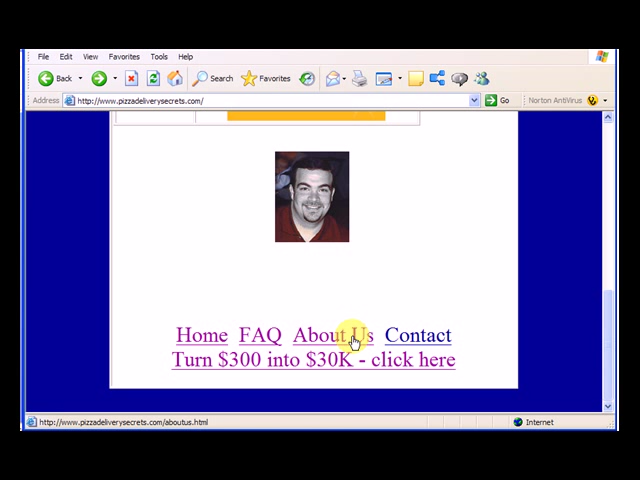 File Edit View Favorites Tools Help
Back Search Favorites
Address http://www.pizzadeliverysecrets.com/ Go Norton AntiVirus
Home FAQ About Us Contact
Turn $300 into $30K - click here
http://www.pizzadeliverysecrets.com/aboutus.html Internet